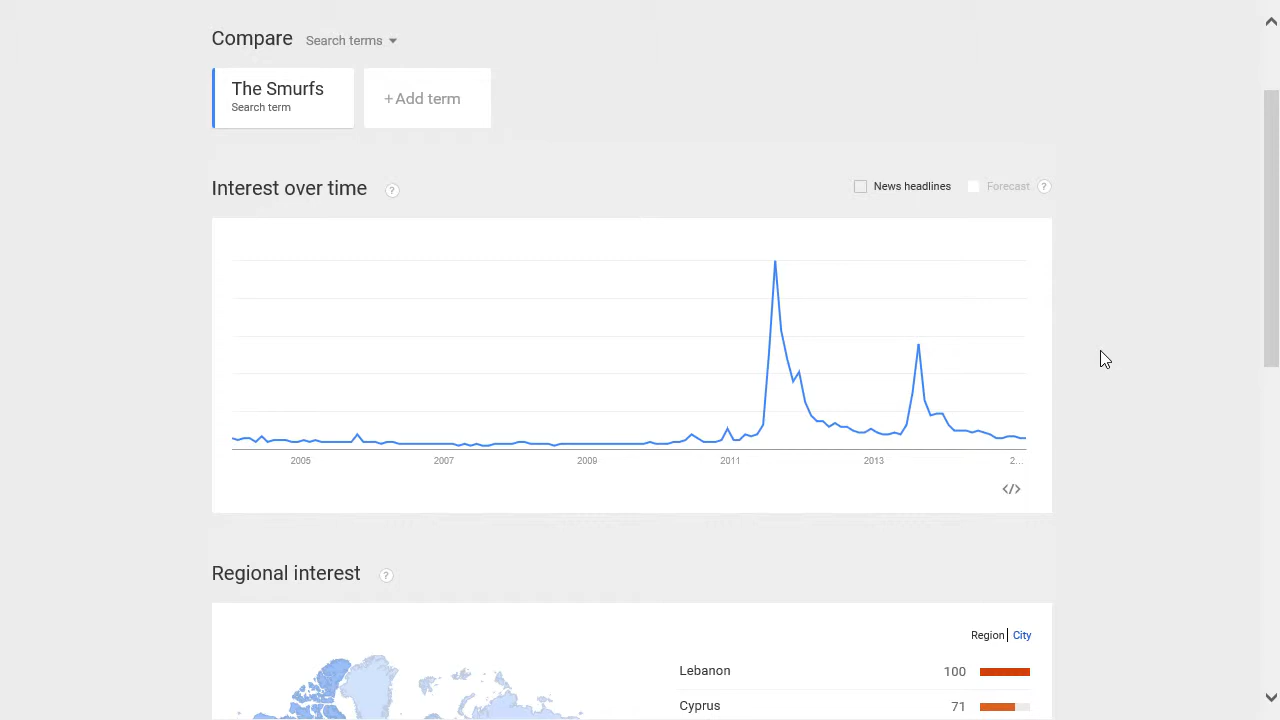 Compare Search terms
The Smurfs
Search term
+Add term
Interest over time ?
News headlines Forecast ?
2005 2007 2009 2011 2013 2...
</>
Regional interest ?
Region City
Lebanon 100
Cyprus 71